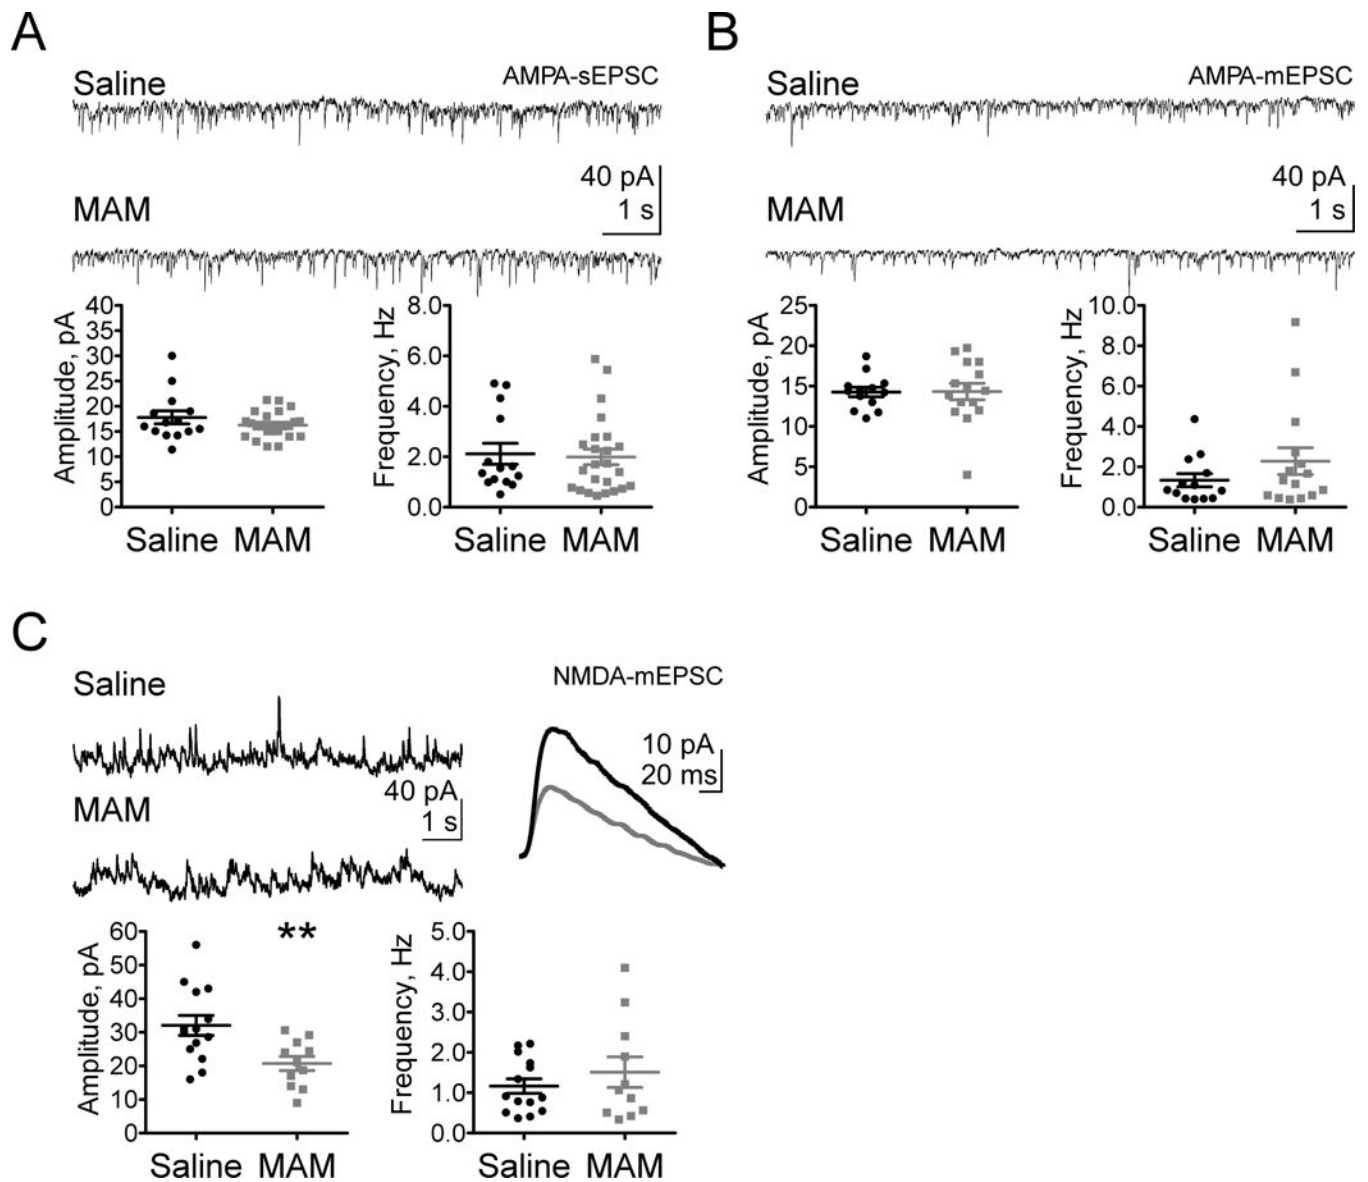 A
Saline
AMPA-sEPSC
40 pA
1 s
MAM
Amplitude, pA
40
35
30
25
20
15
10
5
0
Saline MAM
Frequency, Hz
8.0
6.0
4.0
2.0
0.0
Saline MAM
B
Saline
AMPA-mEPSC
40 pA
1 s
MAM
Amplitude, pA
25
20
15
10
5
0
Saline MAM
Frequency, Hz
10.0
8.0
6.0
4.0
2.0
0.0
Saline MAM
C
Saline
NMDA-mEPSC
10 pA
20 ms
40 pA
1 s
MAM
Amplitude, pA
60
50
40
30
20
10
0
**
Saline MAM
Frequency, Hz
5.0
4.0
3.0
2.0
1.0
0.0
Saline MAM